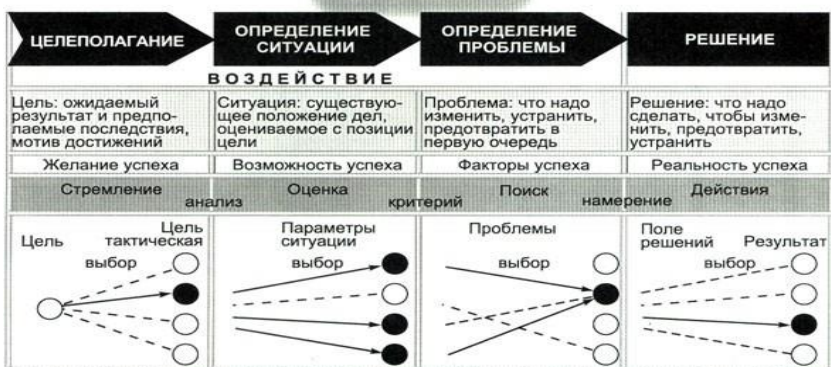 ЦЕЛЕПОЛАГАНИЕ
ОПРЕДЕЛЕНИЕ
СИТУАЦИИ
ОПРЕДЕЛЕНИЕ
ПРОБЛЕМЫ
РЕШЕНИЕ
ВОЗДЕЙСТВИЕ
Цель: ожидаемый
результат и предпо-
лаемые последствия,
мотив достижений
Ситуация: существую-
щее положение дел,
оцениваемое с позиции
цели
Проблема: что надо
изменить, устранить,
предотвратить в
первую очередь
Решение: что надо
сделать, чтобы изме-
нить, предотвратить,
устранить
Желание успеха
Возможность успеха
Факторы успеха
Реальность успеха
Стремление
анализ
Оценка
критерий
Поиск
намерение
Действия
Цель
Цель
тактическая
выбор
Параметры
ситуации
выбор
Проблемы
выбор
Поле
решений
Результат
выбор